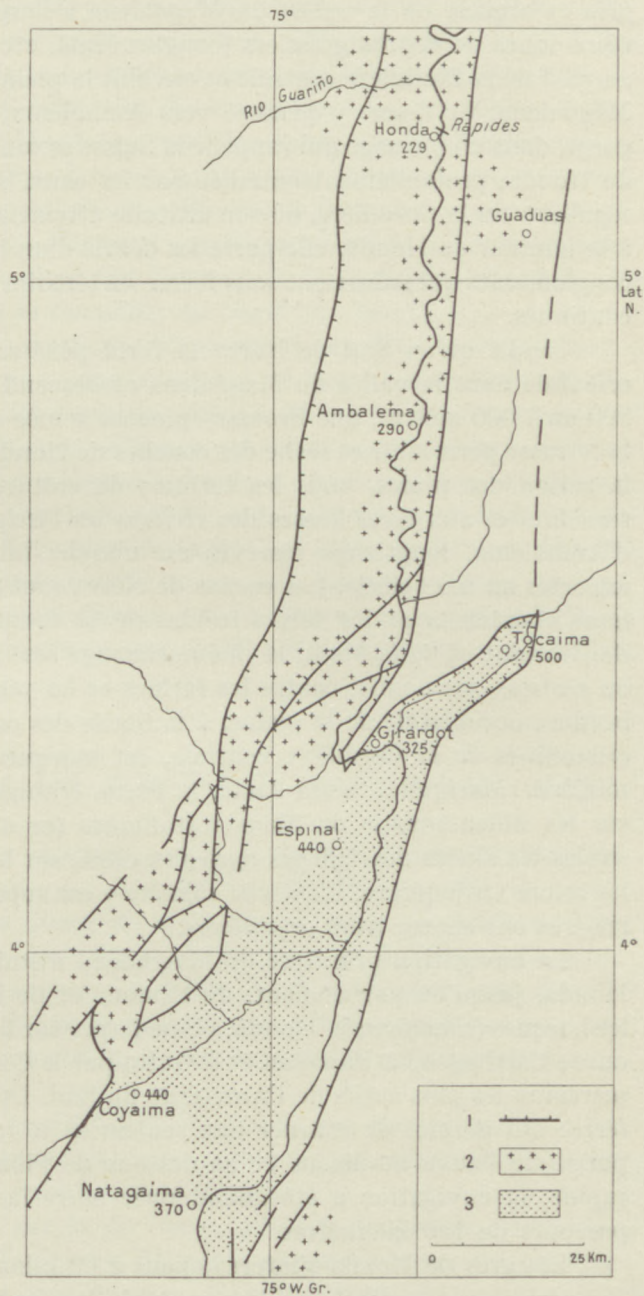 75°
RIO Guariño
Honda
229
Rapides
Guaduas
5°
5°
Lat
N.
Ambalema
290
Tocaima
500
Girardot
325
Espinal
440
4°
4°
440
Coyaima
Natagaima
370
1
2
3
0 25 Km.
75° W. Gr.